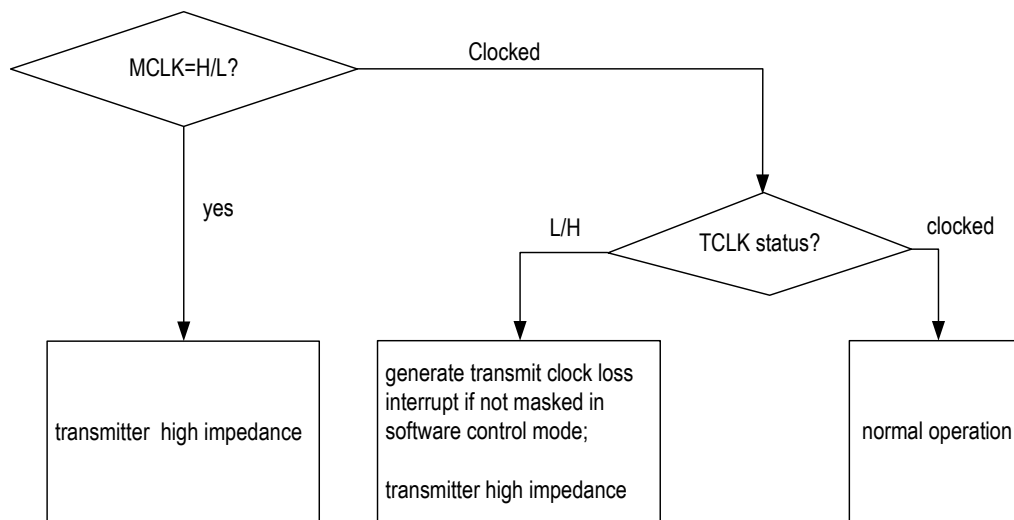 MCLK=H/L?
Clocked
yes
L/H
TCLK status?
clocked
transmitter high impedance
generate transmit clock loss
interrupt if not masked in
software control mode;
transmitter high impedance
normal operation